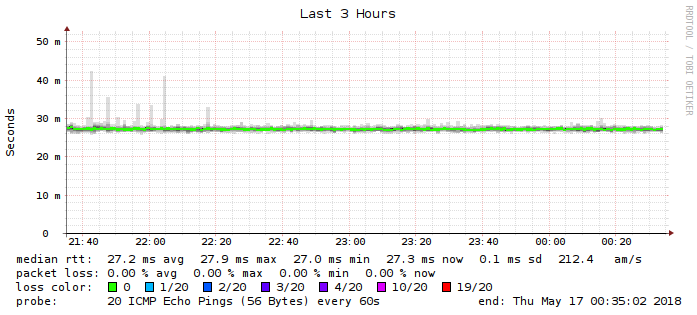 Last 3 Hours
RRDTOOL / TOBI OETIKER
Seconds
50 m
40 m
30 m
20 m
10 m
0
21:40 22:00 22:20 22:40 23:00 23:20 23:40 00:00 00:20
median rtt: 27.2 ms avg 27.9 ms max 27.0 ms min 27.3 ms now 0.1 ms sd 212.4 am/s
packet loss: 0.00 % avg 0.00 % max 0.00 % min 0.00 % now
loss color: 0 1/20 2/20 3/20 4/20 10/20 19/20
probe: 20 ICMP Echo Pings (56 Bytes) every 60s end: Thu May 17 00:35:02 2018